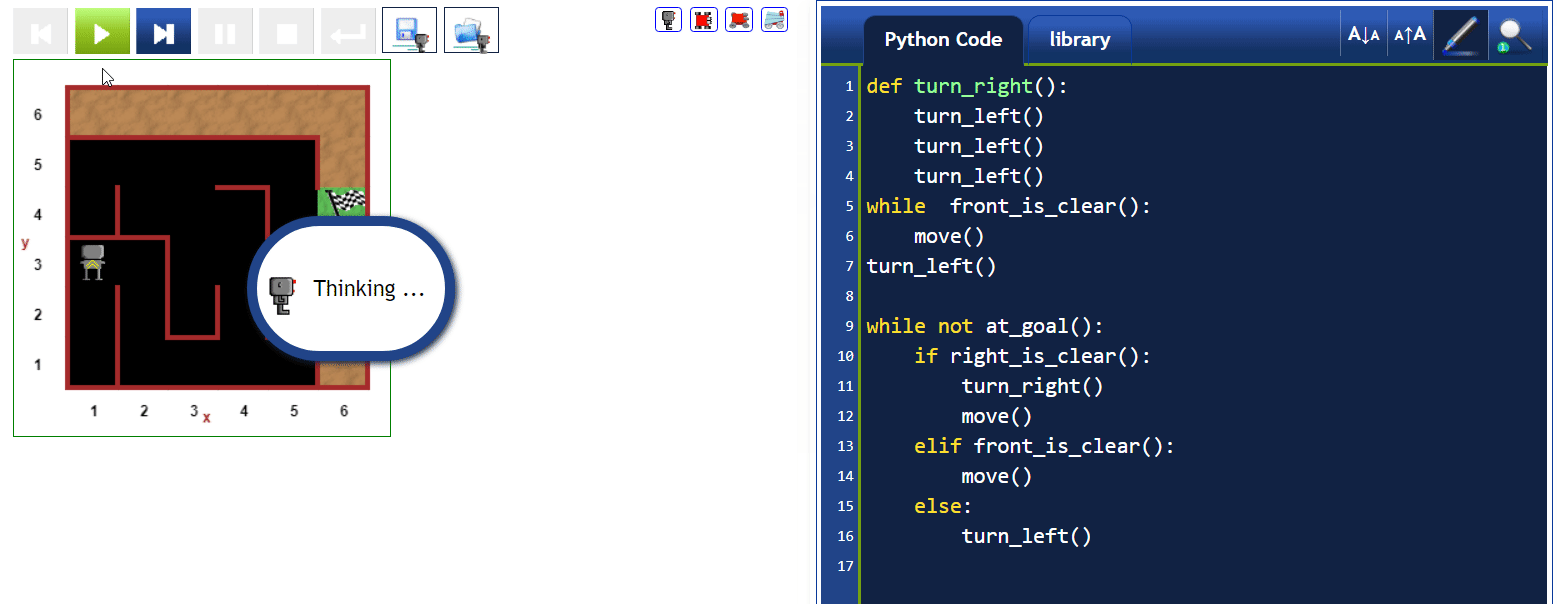 Python Code
library
A↓A
A↑A
1
6
5
4
3
2
1
y
1
2
3
4
5
6
x
Thinking ...
1 def turn_right():
2     turn_left()
3     turn_left()
4     turn_left()
5 while  front_is_clear():
6     move()
7 turn_left()
8
9 while not at_goal():
10     if right_is_clear():
11         turn_right()
12         move()
13     elif front_is_clear():
14         move()
15     else:
16         turn_left()
17